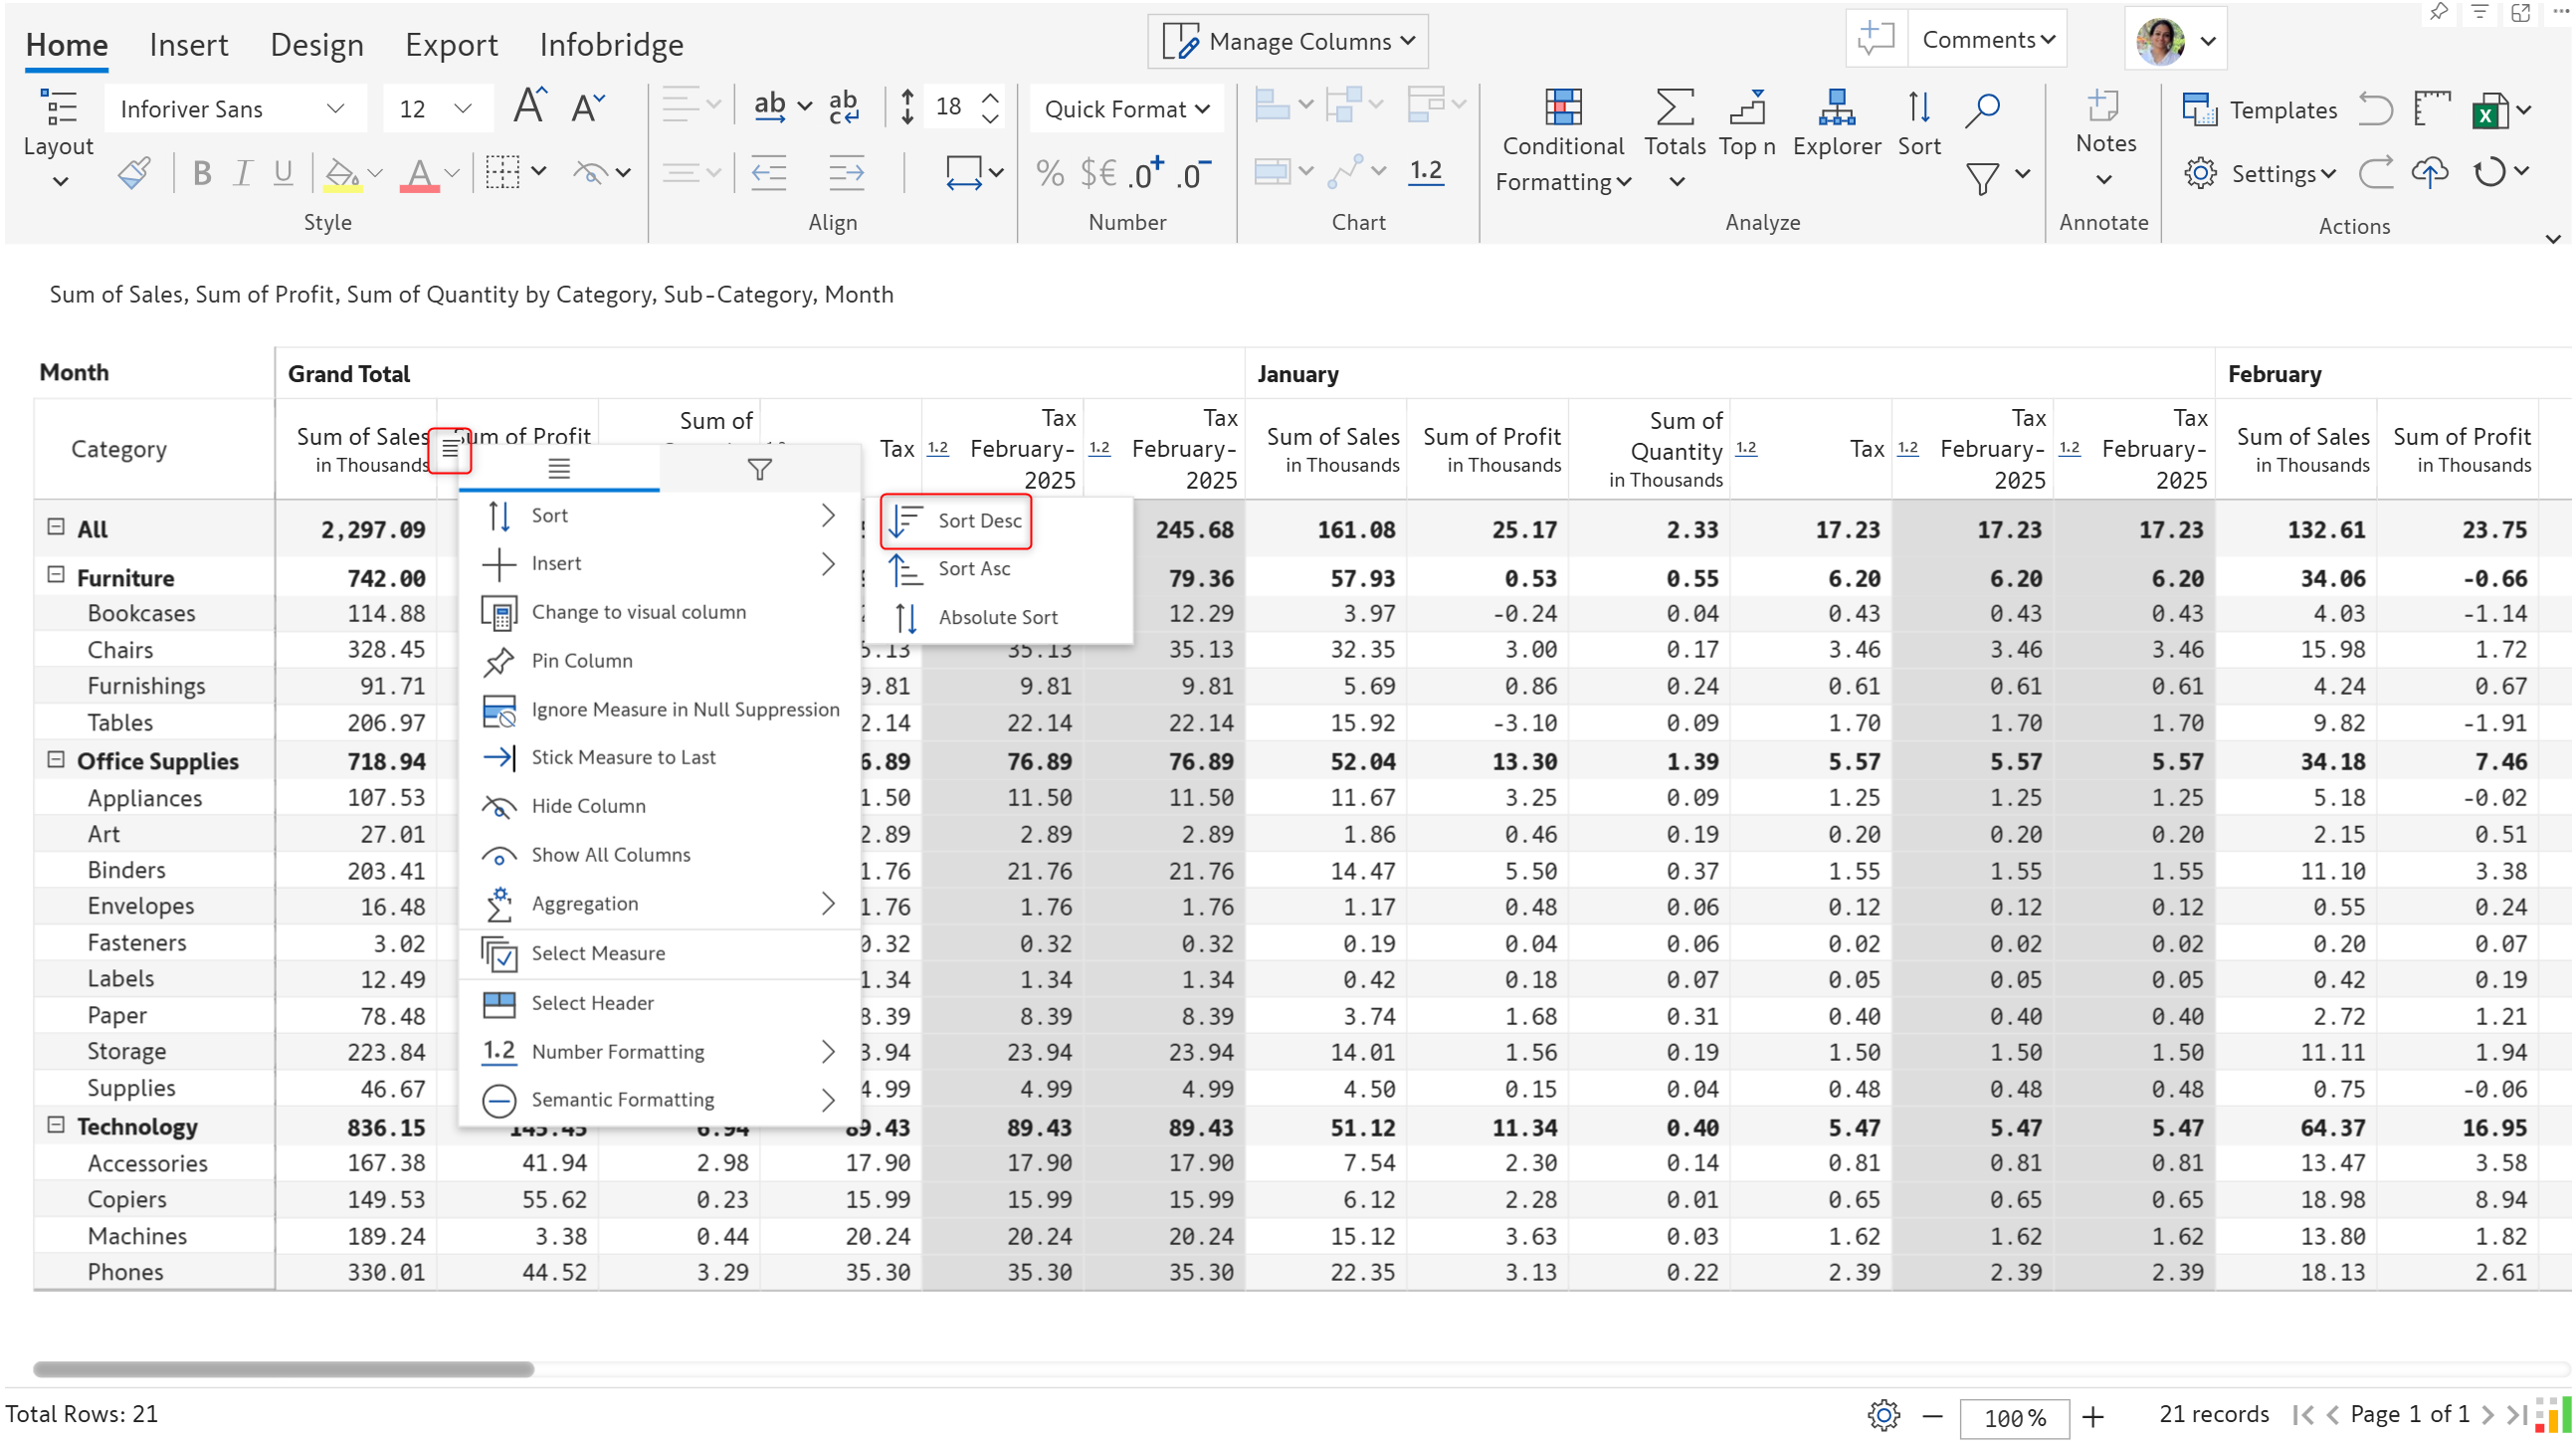 Home Insert Design Export Infobridge Manage Columns Comments
Inforiver Sans 12 18 Quick Format Templates
Layout Conditional Formatting Totals Top n Explorer Sort Notes Settings
B I U A ab abc % $€ .0+ .0- 1.2
Style Align Number Chart Analyze Annotate Actions
Sum of Sales, Sum of Profit, Sum of Quantity by Category, Sub-Category, Month
Month Grand Total January February
Category Sum of Sales in Thousands Sum of Profit Sum of Tax 1.2 Tax February-2025 1.2 Tax February-2025 Sum of Sales in Thousands Sum of Profit in Thousands Sum of Quantity in Thousands 1.2 Tax 1.2 Tax February-2025 1.2 Tax February-2025 Sum of Sales in Thousands Sum of Profit in Thousands
All 2,297.09 245.68 161.08 25.17 2.33 17.23 17.23 17.23 132.61 23.75
Furniture 742.00 79.36 57.93 0.53 0.55 6.20 6.20 6.20 34.06 -0.66
Bookcases 114.88 12.29 3.97 -0.24 0.04 0.43 0.43 0.43 4.03 -1.14
Chairs 328.45 5.13 35.13 35.13 32.35 3.00 0.17 3.46 3.46 3.46 15.98 1.72
Furnishings 91.71 9.81 9.81 9.81 5.69 0.86 0.24 0.61 0.61 0.61 4.24 0.67
Tables 206.97 2.14 22.14 22.14 15.92 -3.10 0.09 1.70 1.70 1.70 9.82 -1.91
Office Supplies 718.94 6.89 76.89 76.89 52.04 13.30 1.39 5.57 5.57 5.57 34.18 7.46
Appliances 107.53 1.50 11.50 11.50 11.67 3.25 0.09 1.25 1.25 1.25 5.18 -0.02
Art 27.01 2.89 2.89 2.89 1.86 0.46 0.19 0.20 0.20 0.20 2.15 0.51
Binders 203.41 1.76 21.76 21.76 14.47 5.50 0.37 1.55 1.55 1.55 11.10 3.38
Envelopes 16.48 1.76 1.76 1.76 1.17 0.48 0.06 0.12 0.12 0.12 0.55 0.24
Fasteners 3.02 0.32 0.32 0.32 0.19 0.04 0.06 0.02 0.02 0.02 0.20 0.07
Labels 12.49 1.34 1.34 1.34 0.42 0.18 0.07 0.05 0.05 0.05 0.42 0.19
Paper 78.48 8.39 8.39 8.39 3.74 1.68 0.31 0.40 0.40 0.40 2.72 1.21
Storage 223.84 3.94 23.94 23.94 14.01 1.56 0.19 1.50 1.50 1.50 11.11 1.94
Supplies 46.67 4.99 4.99 4.99 4.50 0.15 0.04 0.48 0.48 0.48 0.75 -0.06
Technology 836.15 145.45 6.94 89.43 89.43 89.43 51.12 11.34 0.40 5.47 5.47 5.47 64.37 16.95
Accessories 167.38 41.94 2.98 17.90 17.90 17.90 7.54 2.30 0.14 0.81 0.81 0.81 13.47 3.58
Copiers 149.53 55.62 0.23 15.99 15.99 15.99 6.12 2.28 0.01 0.65 0.65 0.65 18.98 8.94
Machines 189.24 3.38 0.44 20.24 20.24 20.24 15.12 3.63 0.03 1.62 1.62 1.62 13.80 1.82
Phones 330.01 44.52 3.29 35.30 35.30 35.30 22.35 3.13 0.22 2.39 2.39 2.39 18.13 2.61
Sort
Insert
Change to visual column
Pin Column
Ignore Measure in Null Suppression
Stick Measure to Last
Hide Column
Show All Columns
Aggregation
Select Measure
Select Header
1.2 Number Formatting
Semantic Formatting
Sort Desc
Sort Asc
Absolute Sort
Total Rows: 21 100% 21 records Page 1 of 1